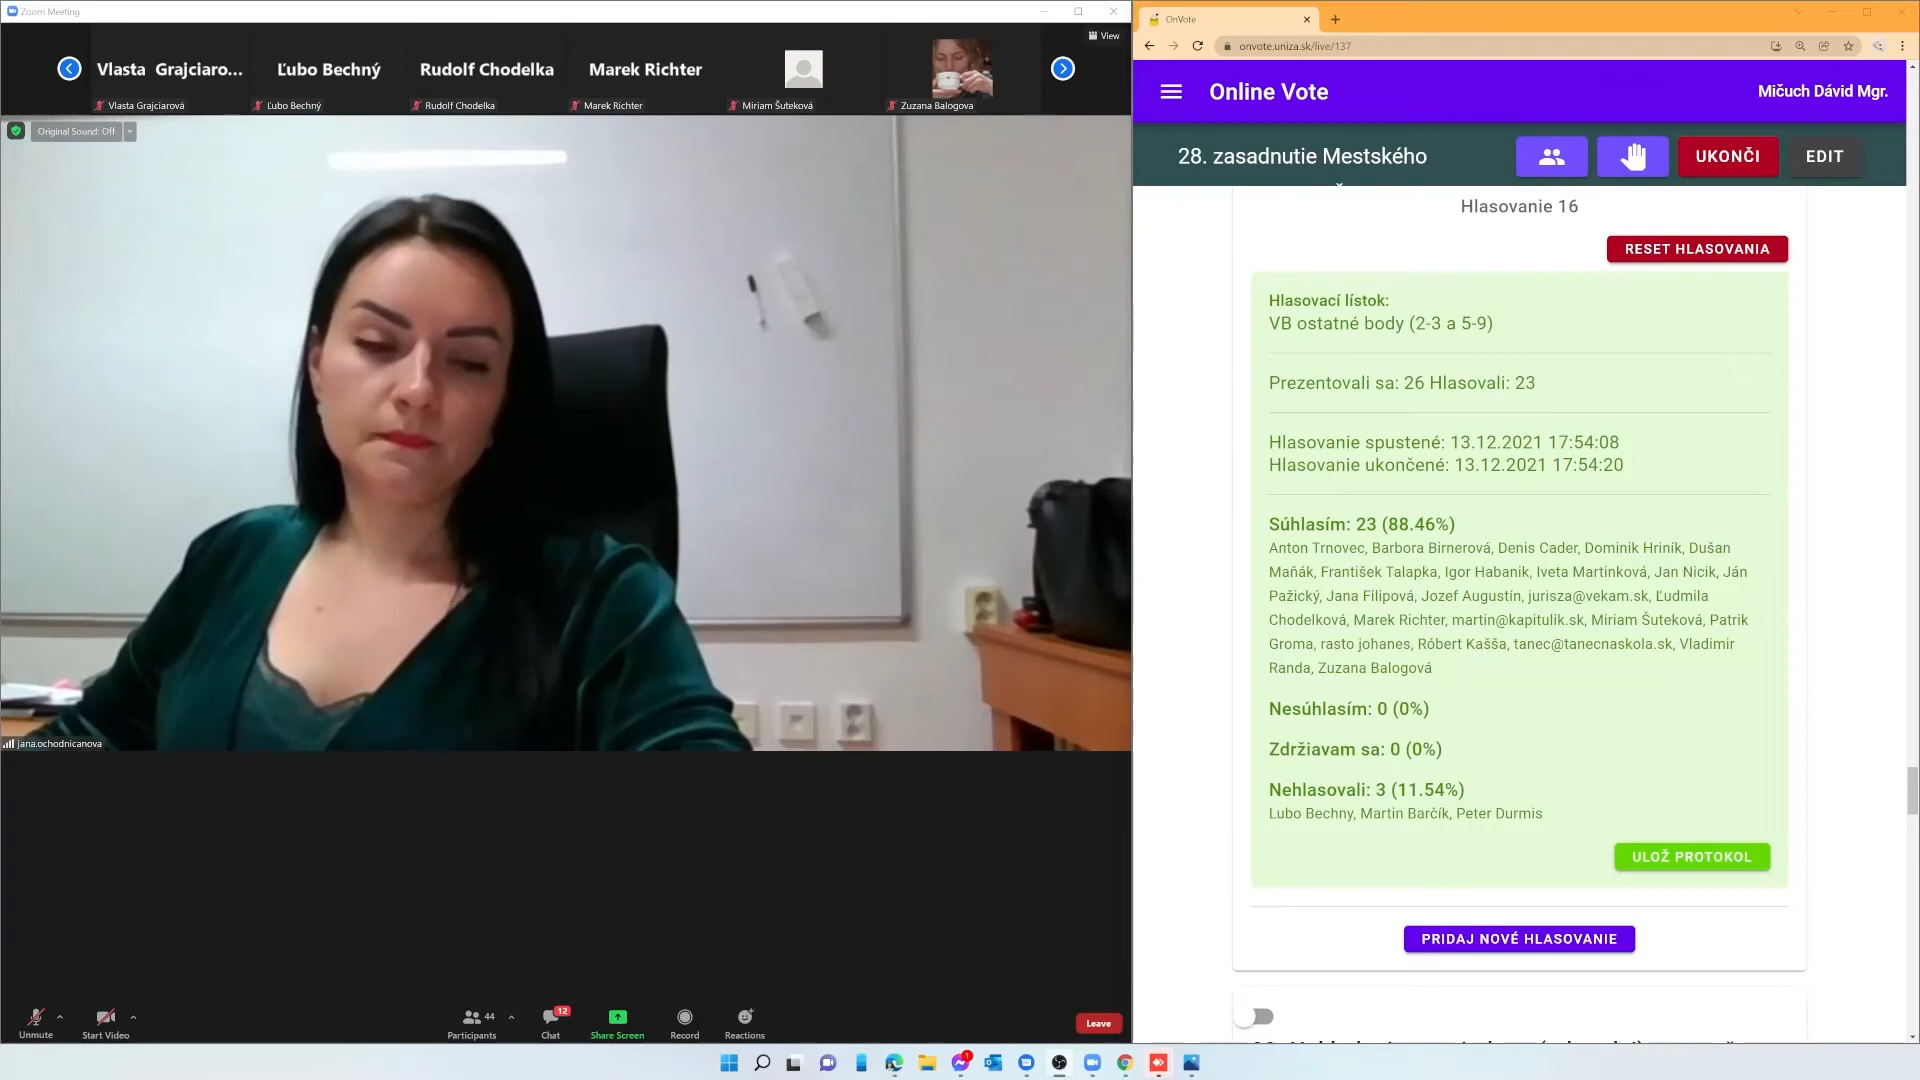 Zoom Meeting
View
Vlasta Grajciaro...
Ľubo Bechný
Rudolf Chodelka
Marek Richter
Vlasta Grajciarová
Ľubo Bechný
Rudolf Chodelka
Marek Richter
Miriam Šuteková
Zuzana Balogova
Original Sound: Off
jana.ochodnicanova
Unmute
Start Video
44
Participants
12
Chat
Share Screen
Record
Reactions
Leave
OnVote
onvote.uniza.sk/live/137
Online Vote
Mičuch Dávid Mgr.
28. zasadnutie Mestského
UKONČI
EDIT
Hlasovanie 16
RESET HLASOVANIA
Hlasovací lístok:
VB ostatné body (2-3 a 5-9)
Prezentovali sa: 26 Hlasovali: 23
Hlasovanie spustené: 13.12.2021 17:54:08
Hlasovanie ukončené: 13.12.2021 17:54:20
Súhlasím: 23 (88.46%)
Anton Trnovec, Barbora Birnerová, Denis Cader, Dominik Hriník, Dušan
Maňák, František Talapka, Igor Habanik, Iveta Martinková, Jan Nicik, Ján
Pažický, Jana Filipová, Jozef Augustín, jurisza@vekam.sk, Ľudmila
Chodelková, Marek Richter, martin@kapitulik.sk, Miriam Šuteková, Patrik
Groma, rasto johanes, Róbert Kašša, tanec@tanecnaskola.sk, Vladimir
Randa, Zuzana Balogová
Nesúhlasím: 0 (0%)
Zdržiavam sa: 0 (0%)
Nehlasovali: 3 (11.54%)
Lubo Bechny, Martin Barčík, Peter Durmis
ULOŽ PROTOKOL
PRIDAJ NOVÉ HLASOVANIE